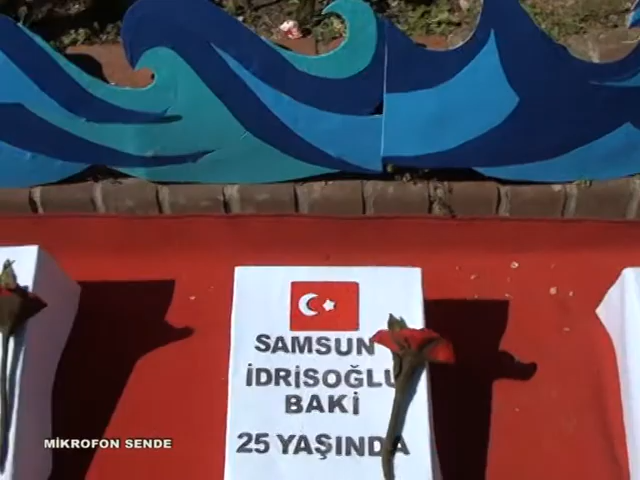 SAMSUN
İDRİSOĞLU
BAKİ
25 YAŞINDA
MİKROFON SENDE